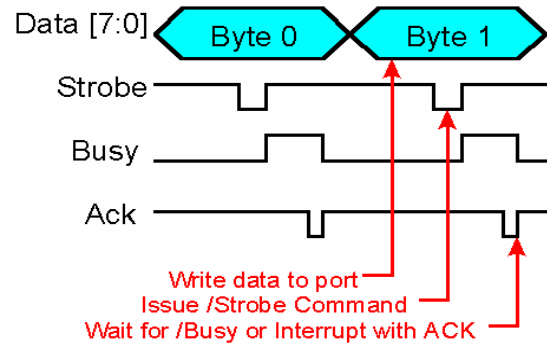 Data [7:0] Byte 0 Byte 1
Strobe
Busy
Ack
Write data to port
Issue /Strobe Command
Wait for /Busy or Interrupt with ACK